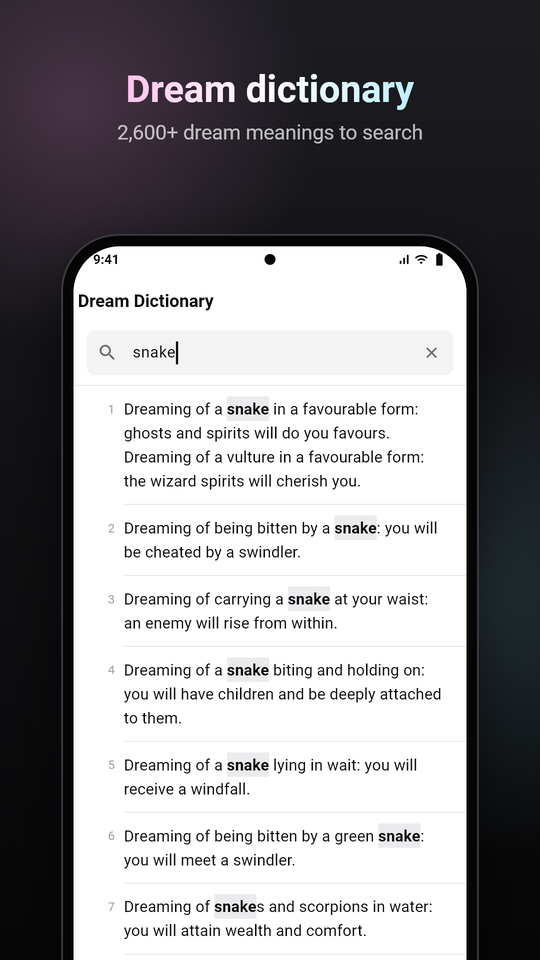 Dream dictionary
2,600+ dream meanings to search
9:41
Dream Dictionary
snake
1 Dreaming of a snake in a favourable form:
ghosts and spirits will do you favours.
Dreaming of a vulture in a favourable form:
the wizard spirits will cherish you.
2 Dreaming of being bitten by a snake: you will
be cheated by a swindler.
3 Dreaming of carrying a snake at your waist:
an enemy will rise from within.
4 Dreaming of a snake biting and holding on:
you will have children and be deeply attached
to them.
5 Dreaming of a snake lying in wait: you will
receive a windfall.
6 Dreaming of being bitten by a green snake:
you will meet a swindler.
7 Dreaming of snakes and scorpions in water:
you will attain wealth and comfort.